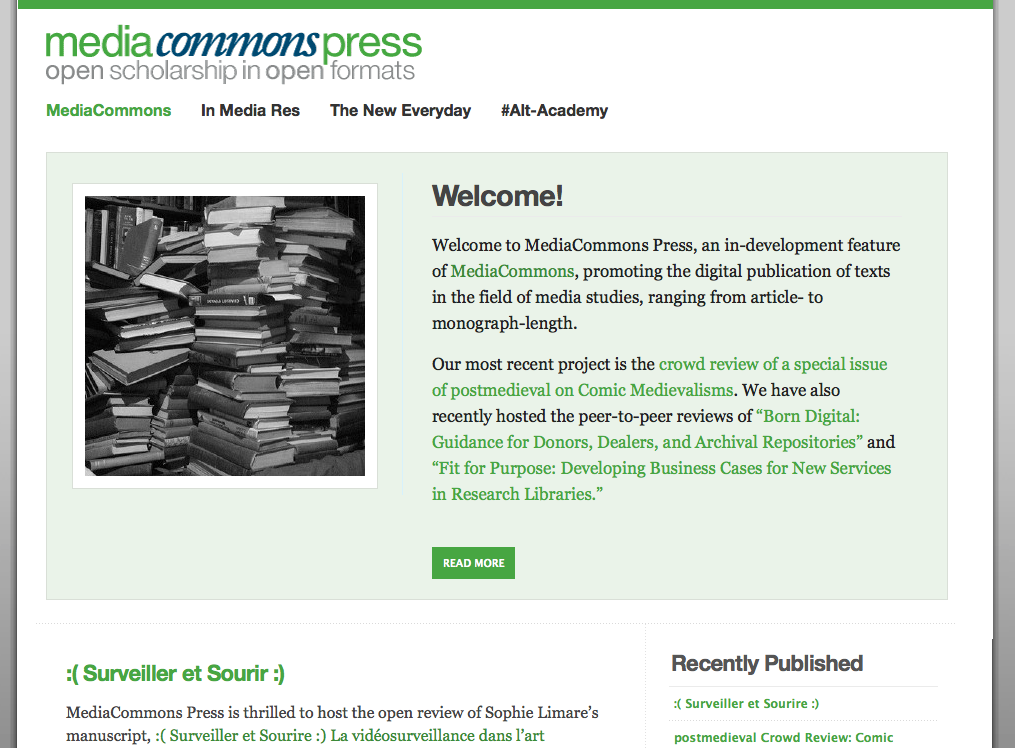 mediacommonspress
open scholarship in open formats
MediaCommons In Media Res The New Everyday #Alt-Academy
Welcome!
Welcome to MediaCommons Press, an in-development feature
of MediaCommons, promoting the digital publication of texts
in the field of media studies, ranging from article- to
monograph-length.
Our most recent project is the crowd review of a special issue
of postmedieval on Comic Medievalisms. We have also
recently hosted the peer-to-peer reviews of “Born Digital:
Guidance for Donors, Dealers, and Archival Repositories” and
“Fit for Purpose: Developing Business Cases for New Services
in Research Libraries.”
READ MORE
:( Surveiller et Sourir :)
MediaCommons Press is thrilled to host the open review of Sophie Limare’s
manuscript, :( Surveiller et Sourire :) La vidéosurveillance dans l’art
Recently Published
:( Surveiller et Sourire :)
postmedieval Crowd Review: Comic